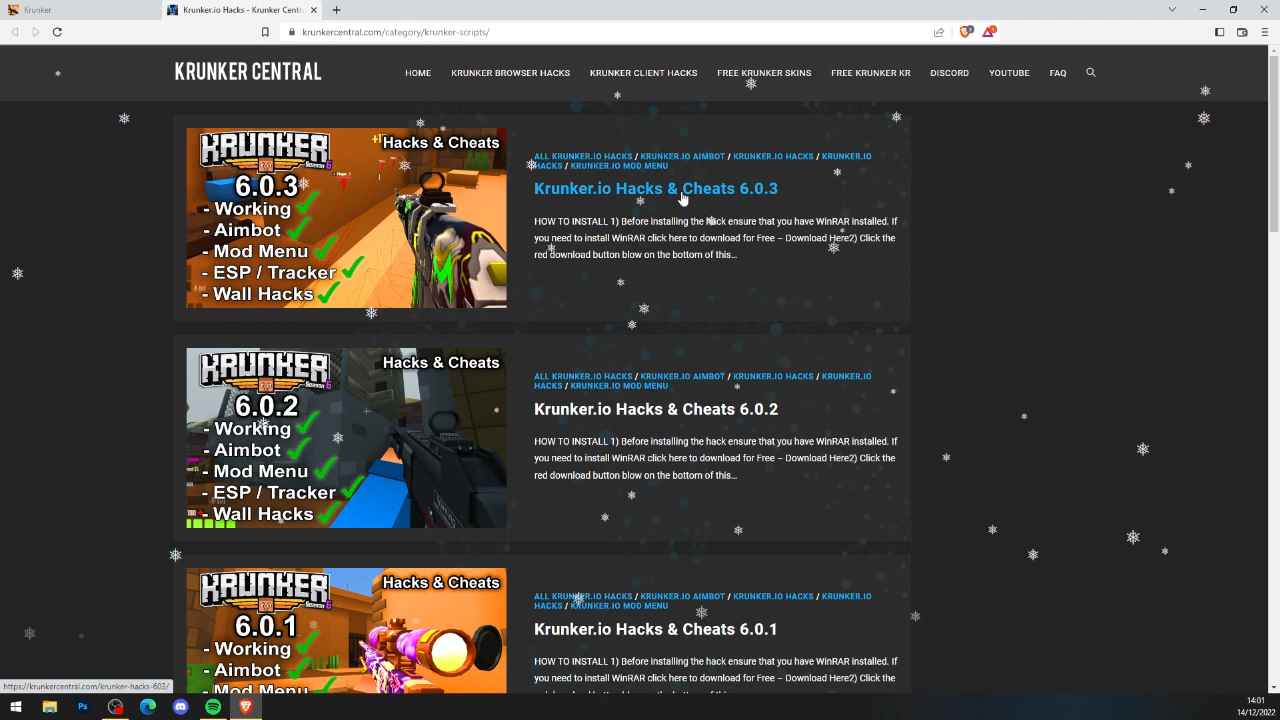 Krunker
Krunker.io Hacks - Krunker Centr
krunkercentral.com/category/krunker-scripts/
KRUNKER CENTRAL
HOME
KRUNKER BROWSER HACKS
KRUNKER CLIENT HACKS
FREE KRUNKER SKINS
FREE KRUNKER KR
DISCORD
YOUTUBE
FAQ
KRUNKER
Hacks & Cheats
6.0.3
- Working
- Aimbot
- Mod Menu
- ESP / Tracker
- Wall Hacks
ALL KRUNKER.IO HACKS / KRUNKER.IO AIMBOT / KRUNKER.IO HACKS / KRUNKER.IO
HACKS / KRUNKER.IO MOD MENU
Krunker.io Hacks & Cheats 6.0.3
HOW TO INSTALL 1) Before installing the hack ensure that you have WinRAR installed. If
you need to install WinRAR click here to download for Free – Download Here2) Click the
red download button blow on the bottom of this...
KRUNKER
Hacks & Cheats
6.0.2
- Working
- Aimbot
- Mod Menu
- ESP / Tracker
- Wall Hacks
ALL KRUNKER.IO HACKS / KRUNKER.IO AIMBOT / KRUNKER.IO HACKS / KRUNKER.IO
HACKS / KRUNKER.IO MOD MENU
Krunker.io Hacks & Cheats 6.0.2
HOW TO INSTALL 1) Before installing the hack ensure that you have WinRAR installed. If
you need to install WinRAR click here to download for Free – Download Here2) Click the
red download button blow on the bottom of this...
KRUNKER
Hacks & Cheats
6.0.1
- Working
- Aimbot
- Mod Menu
ALL KRUNKER.IO HACKS / KRUNKER.IO AIMBOT / KRUNKER.IO HACKS / KRUNKER.IO
HACKS / KRUNKER.IO MOD MENU
Krunker.io Hacks & Cheats 6.0.1
HOW TO INSTALL 1) Before installing the hack ensure that you have WinRAR installed. If
you need to install WinRAR click here to download for Free – Download Here2) Click the
https://krunkercentral.com/krunker-hacks-603/
14:01
14/12/2022